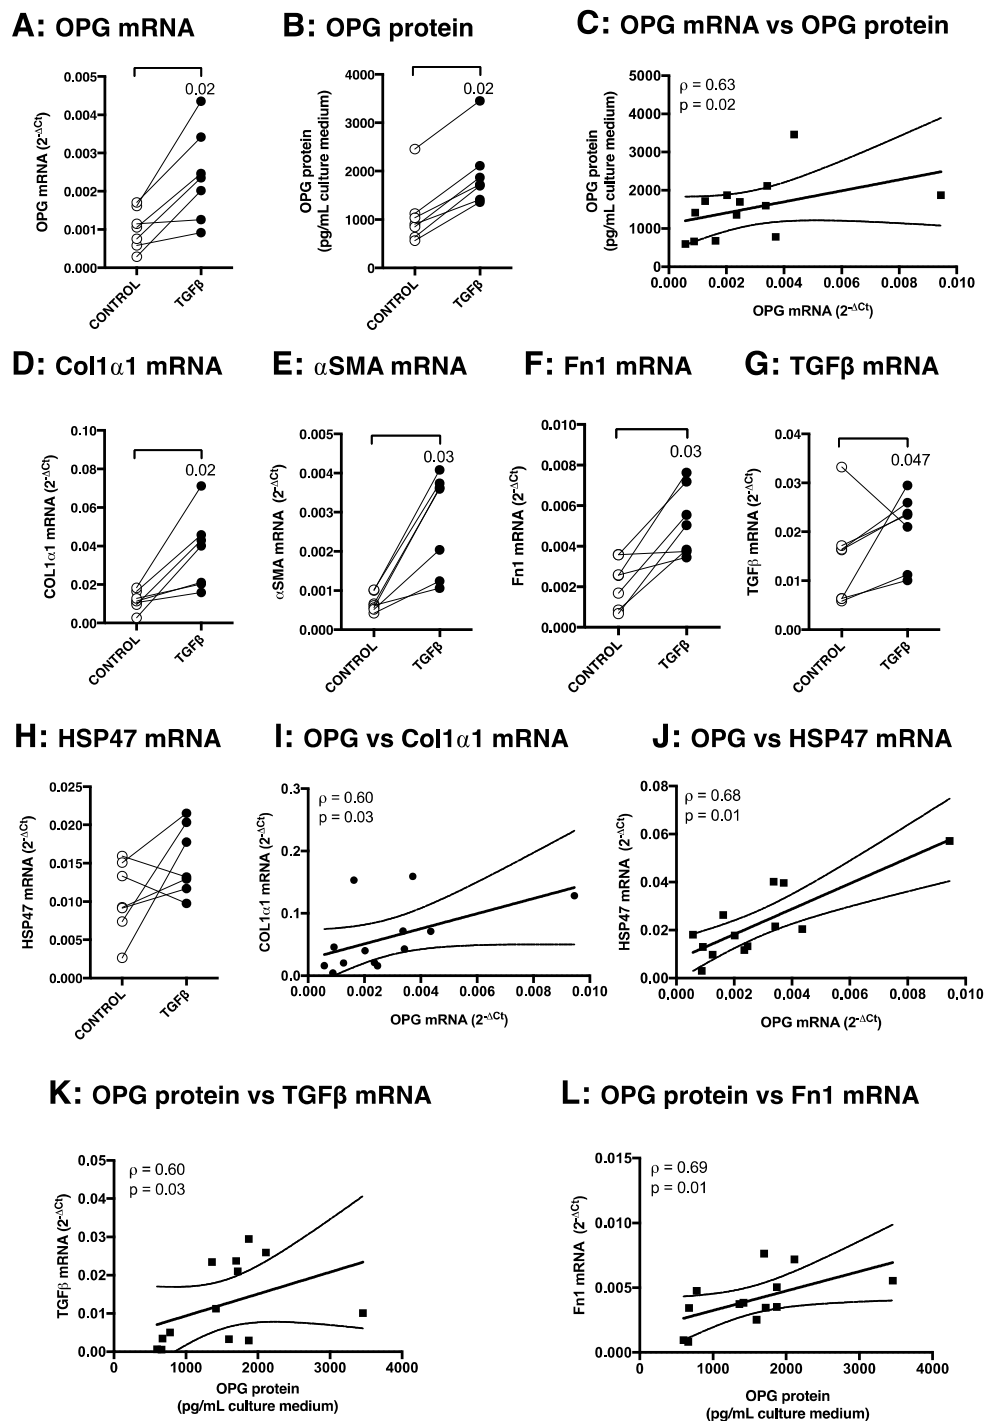 A: OPG mRNA
OPG mRNA (2-ΔCt)
0.005
0.004
0.003
0.002
0.001
0.000
0.02
CONTROL
TGFβ
B: OPG protein
OPG protein
(pg/mL culture medium)
4000
3000
2000
1000
0
0.02
CONTROL
TGFβ
C: OPG mRNA vs OPG protein
OPG protein
(pg/mL culture medium)
5000
4000
3000
2000
1000
0
ρ = 0.63
p = 0.02
0.000 0.002 0.004 0.006 0.008 0.010
OPG mRNA (2-ΔCt)
D: Col1α1 mRNA
COL1α1 mRNA (2-ΔCt)
0.10
0.08
0.06
0.04
0.02
0.00
0.02
CONTROL
TGFβ
E: αSMA mRNA
αSMA mRNA (2-ΔCt)
0.005
0.004
0.003
0.002
0.001
0.000
0.03
CONTROL
TGFβ
F: Fn1 mRNA
Fn1 mRNA (2-ΔCt)
0.010
0.008
0.006
0.004
0.002
0.000
0.03
CONTROL
TGFβ
G: TGFβ mRNA
TGFβ mRNA (2-ΔCt)
0.04
0.03
0.02
0.01
0.00
0.047
CONTROL
TGFβ
H: HSP47 mRNA
HSP47 mRNA (2-ΔCt)
0.025
0.020
0.015
0.010
0.005
0.000
CONTROL
TGFβ
I: OPG vs Col1α1 mRNA
COL1α1 mRNA (2-ΔCt)
0.3
0.2
0.1
0.0
ρ = 0.60
p = 0.03
0.000 0.002 0.004 0.006 0.008 0.010
OPG mRNA (2-ΔCt)
J: OPG vs HSP47 mRNA
HSP47 mRNA (2-ΔCt)
0.08
0.06
0.04
0.02
0.00
ρ = 0.68
p = 0.01
0.000 0.002 0.004 0.006 0.008 0.010
OPG mRNA (2-ΔCt)
K: OPG protein vs TGFβ mRNA
TGFβ mRNA (2-ΔCt)
0.05
0.04
0.03
0.02
0.01
0.00
ρ = 0.60
p = 0.03
0 1000 2000 3000 4000
OPG protein
(pg/mL culture medium)
L: OPG protein vs Fn1 mRNA
Fn1 mRNA (2-ΔCt)
0.015
0.010
0.005
0.000
ρ = 0.69
p = 0.01
0 1000 2000 3000 4000
OPG protein
(pg/mL culture medium)